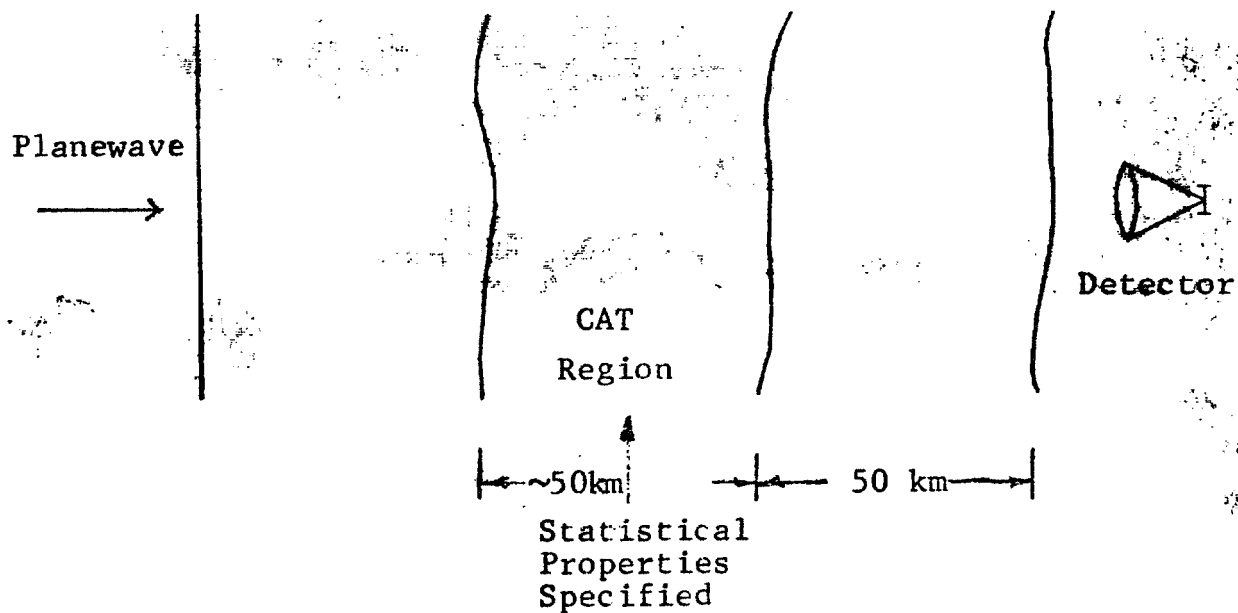 Planewave
Detector
CAT
Region
~50km
50 km
Statistical
Properties
Specified